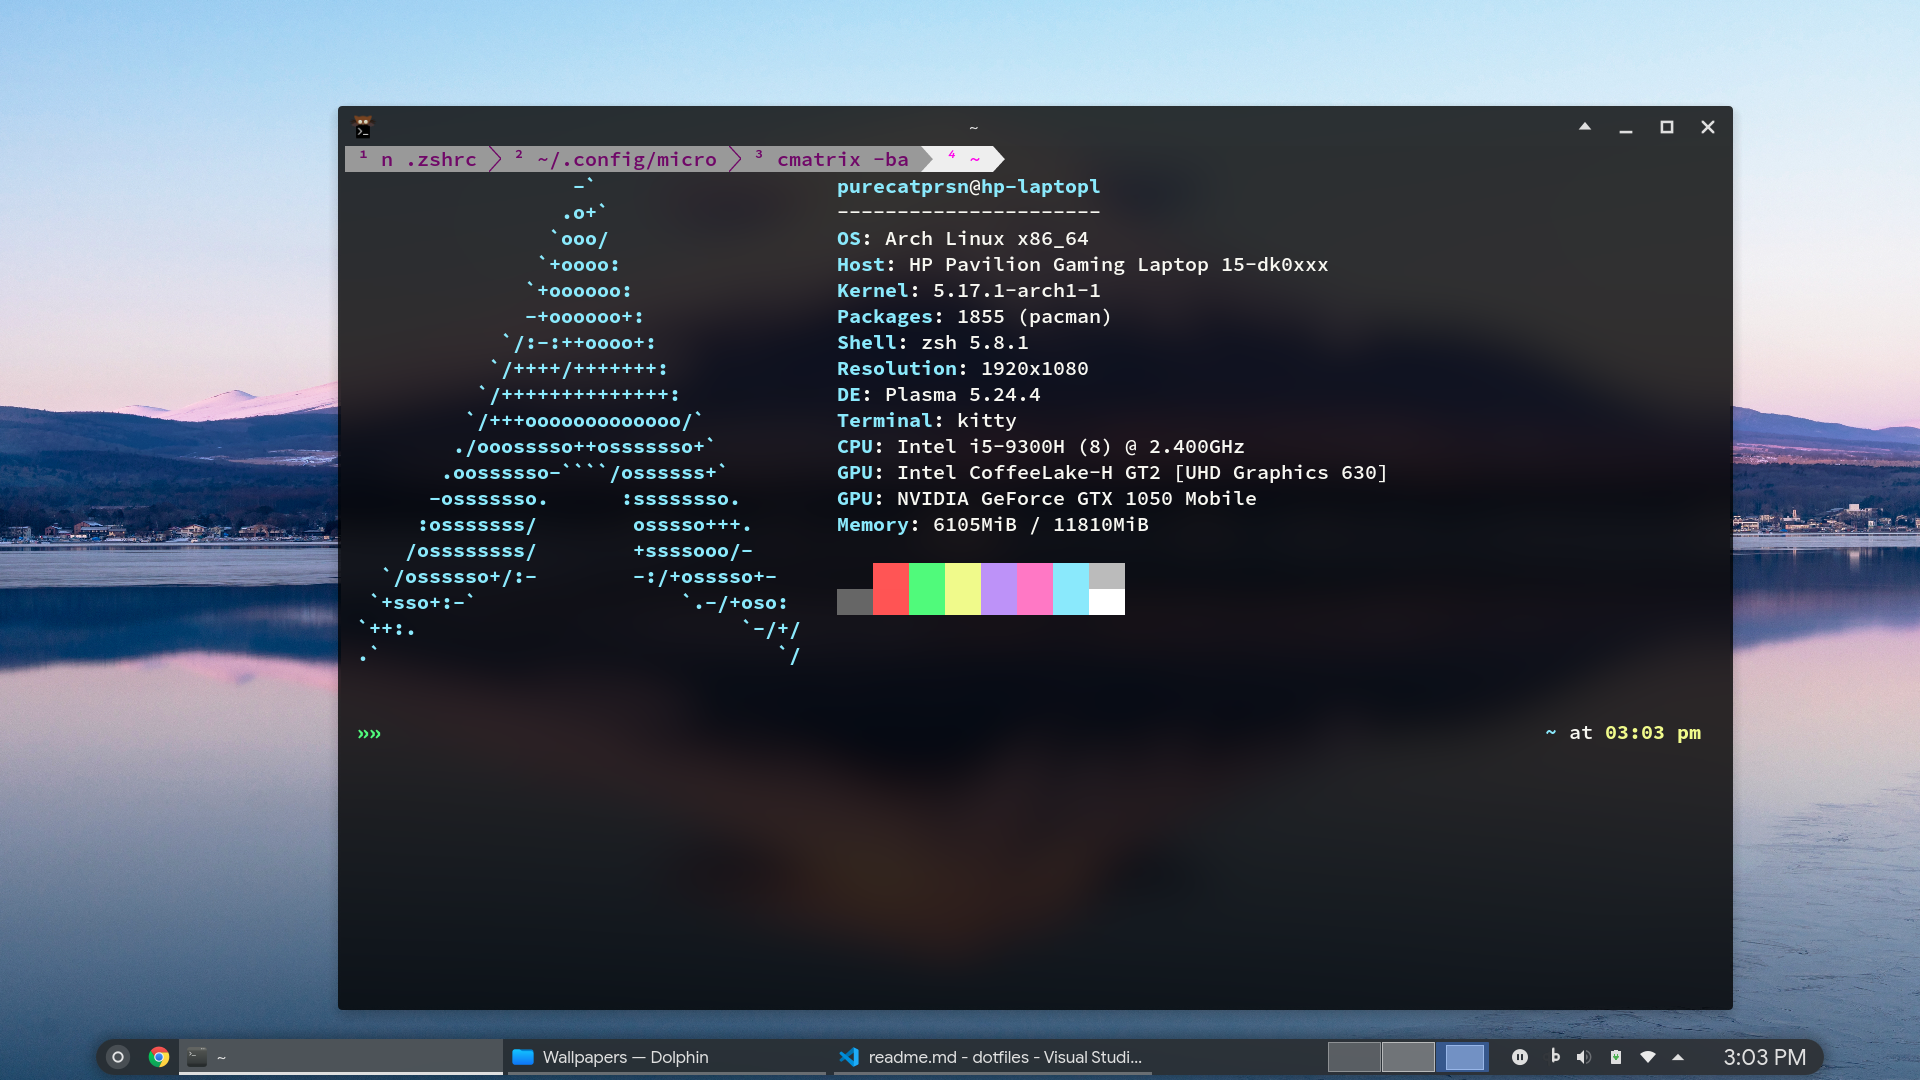 ~
¹ n .zshrc ² ~/.config/micro ³ cmatrix -ba ⁴ ~
-`
.o+`
`ooo/
`+oooo:
`+oooooo:
-+oooooo+:
`/:-:++oooo+:
`/++++/+++++++:
`/++++++++++++++:
`/+++ooooooooooooo/`
./ooosssso++osssssso+`
.oossssso-````/ossssss+`
-osssssso. :ssssssso.
:osssssss/ osssso+++.
/ossssssss/ +ssssooo/-
`/ossssso+/:- -:/+osssso+-
`+sso+:-` `.-/+oso:
`++:. `-/+/
.` `/
purecatprsn@hp-laptopl
----------------------
OS: Arch Linux x86_64
Host: HP Pavilion Gaming Laptop 15-dk0xxx
Kernel: 5.17.1-arch1-1
Packages: 1855 (pacman)
Shell: zsh 5.8.1
Resolution: 1920x1080
DE: Plasma 5.24.4
Terminal: kitty
CPU: Intel i5-9300H (8) @ 2.400GHz
GPU: Intel CoffeeLake-H GT2 [UHD Graphics 630]
GPU: NVIDIA GeForce GTX 1050 Mobile
Memory: 6105MiB / 11810MiB
»» ~ at 03:03 pm
~ Wallpapers — Dolphin readme.md - dotfiles - Visual Studi... b 3:03 PM